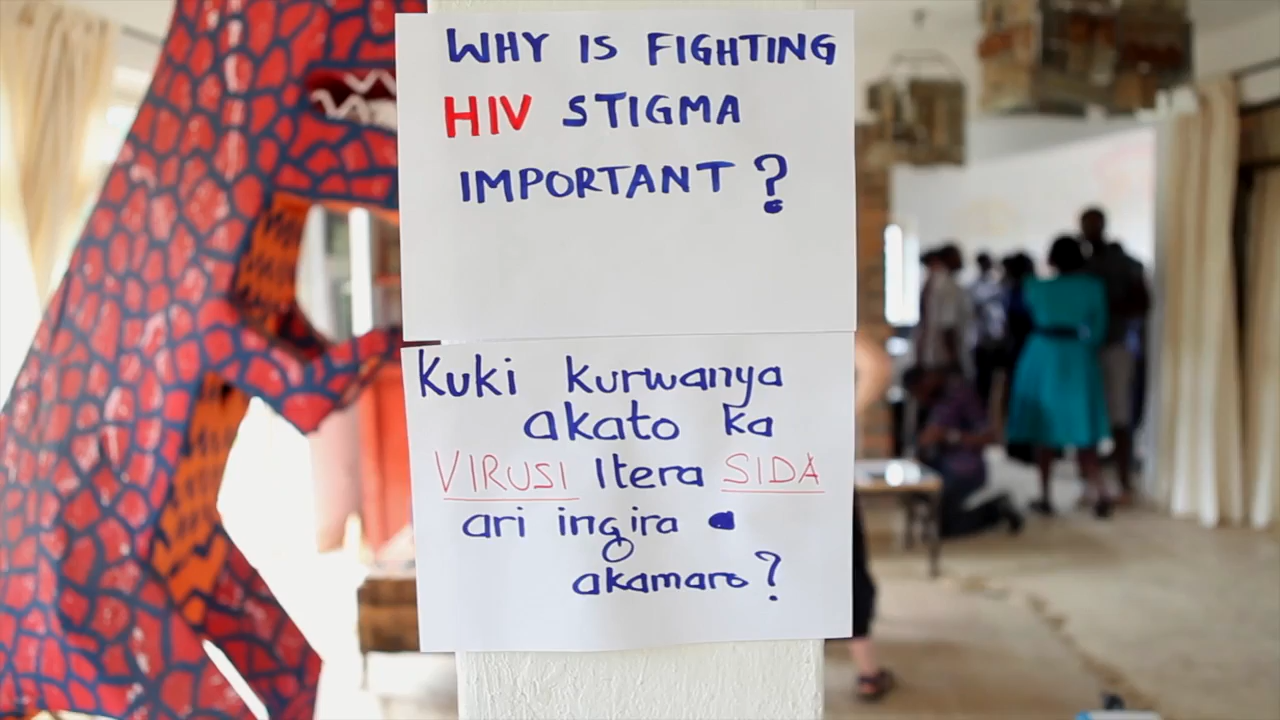 WHY IS FIGHTING
HIV STIGMA
IMPORTANT ?
Kuki kurwanya
akato ka
VIRUSI Itera SIDA
ari ingira
akamaro?